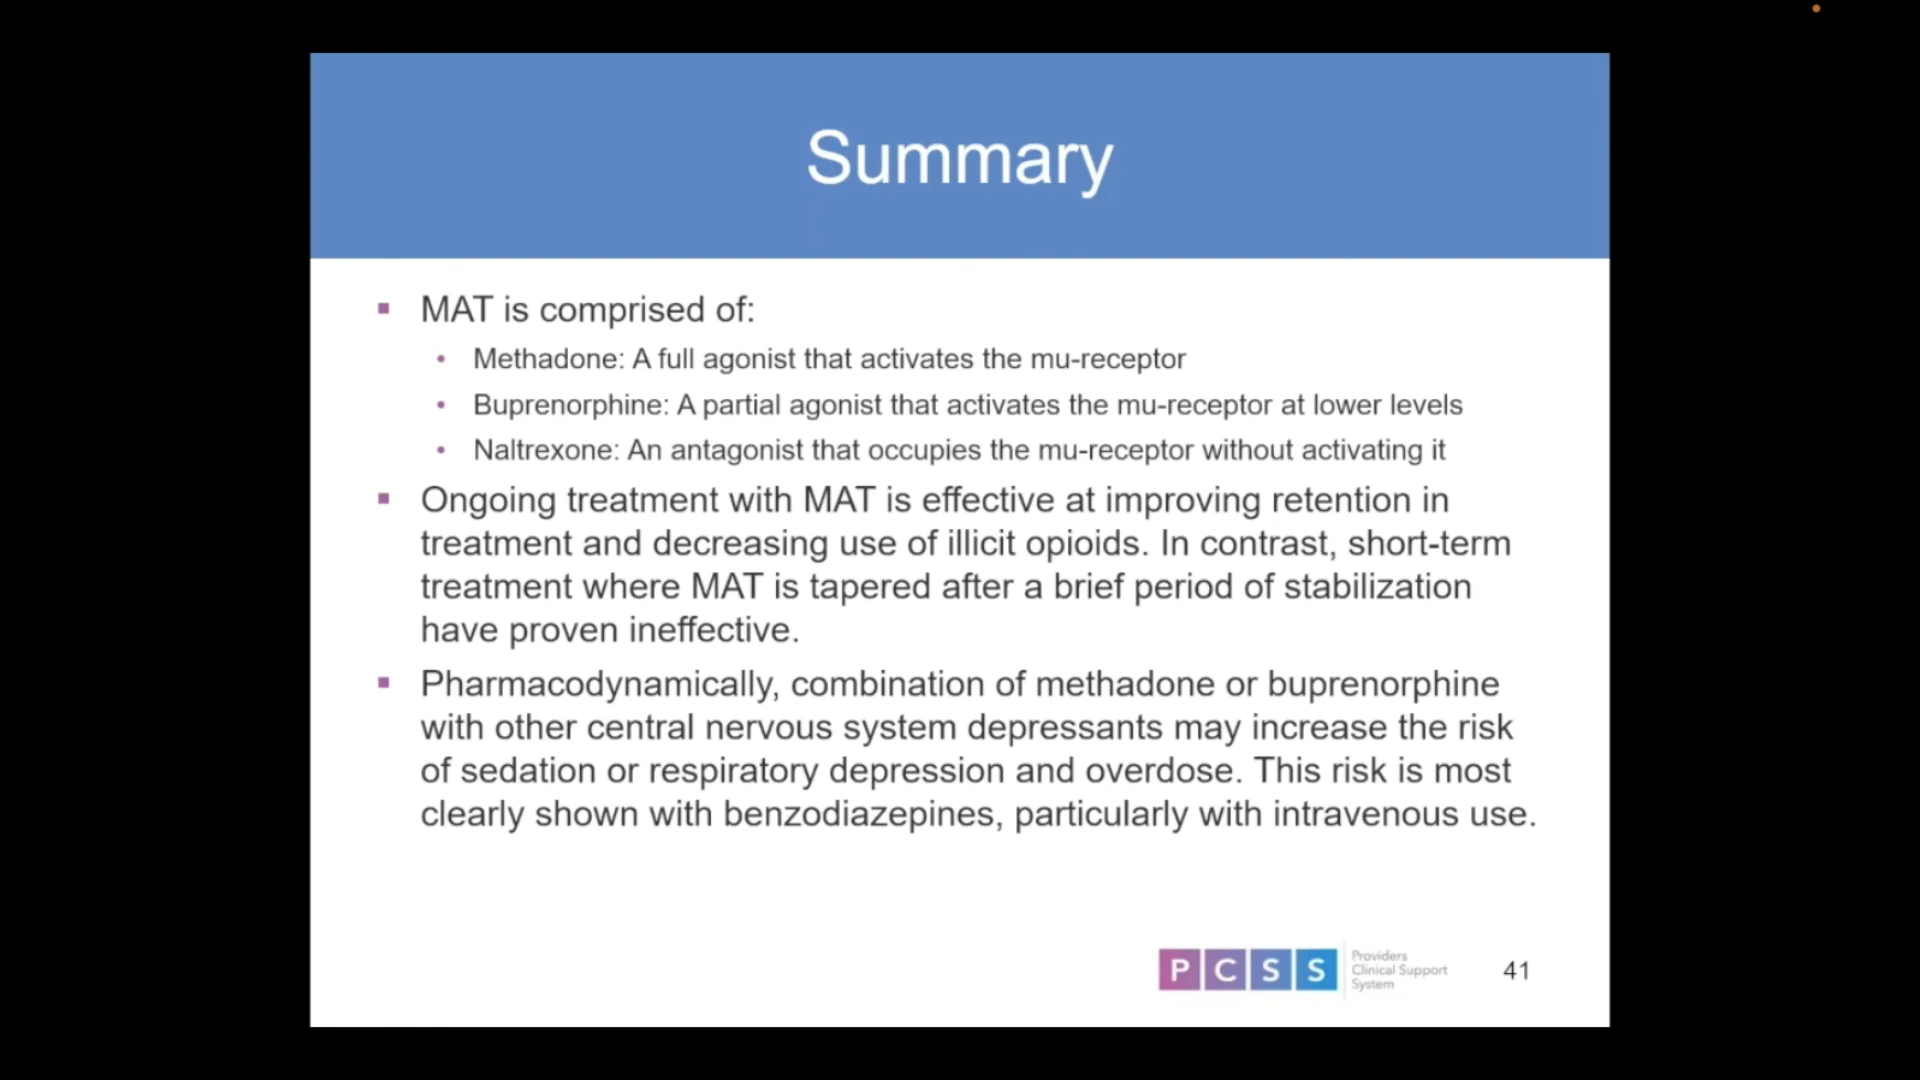 Summary
▪ MAT is comprised of:
• Methadone: A full agonist that activates the mu-receptor
• Buprenorphine: A partial agonist that activates the mu-receptor at lower levels
• Naltrexone: An antagonist that occupies the mu-receptor without activating it
▪ Ongoing treatment with MAT is effective at improving retention in
treatment and decreasing use of illicit opioids. In contrast, short-term
treatment where MAT is tapered after a brief period of stabilization
have proven ineffective.
▪ Pharmacodynamically, combination of methadone or buprenorphine
with other central nervous system depressants may increase the risk
of sedation or respiratory depression and overdose. This risk is most
clearly shown with benzodiazepines, particularly with intravenous use.
PCSS
Providers
Clinical Support
System
41